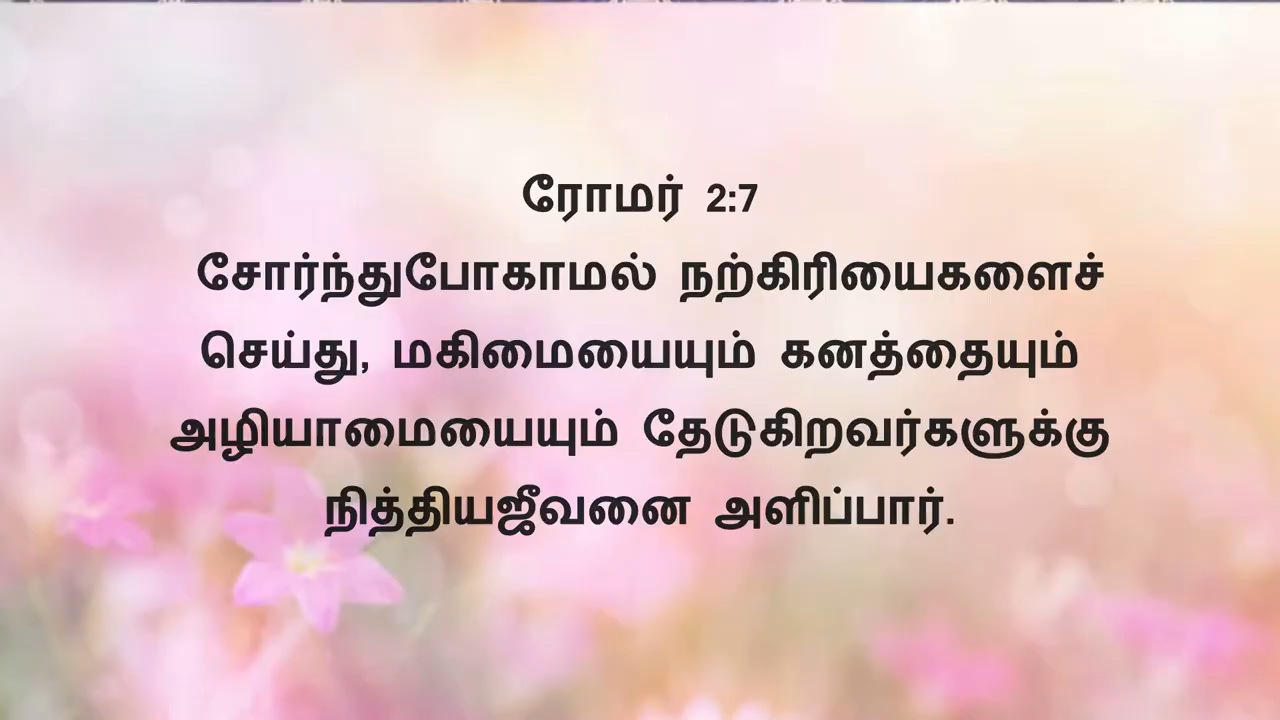 ரோமர் 2:7
சோர்ந்துபோகாமல் நற்கிரியைகளைச்
செய்து, மகிமையையும் கனத்தையும்
அழியாமையையும் தேடுகிறவர்களுக்கு
நித்தியஜீவனை அளிப்பார்.